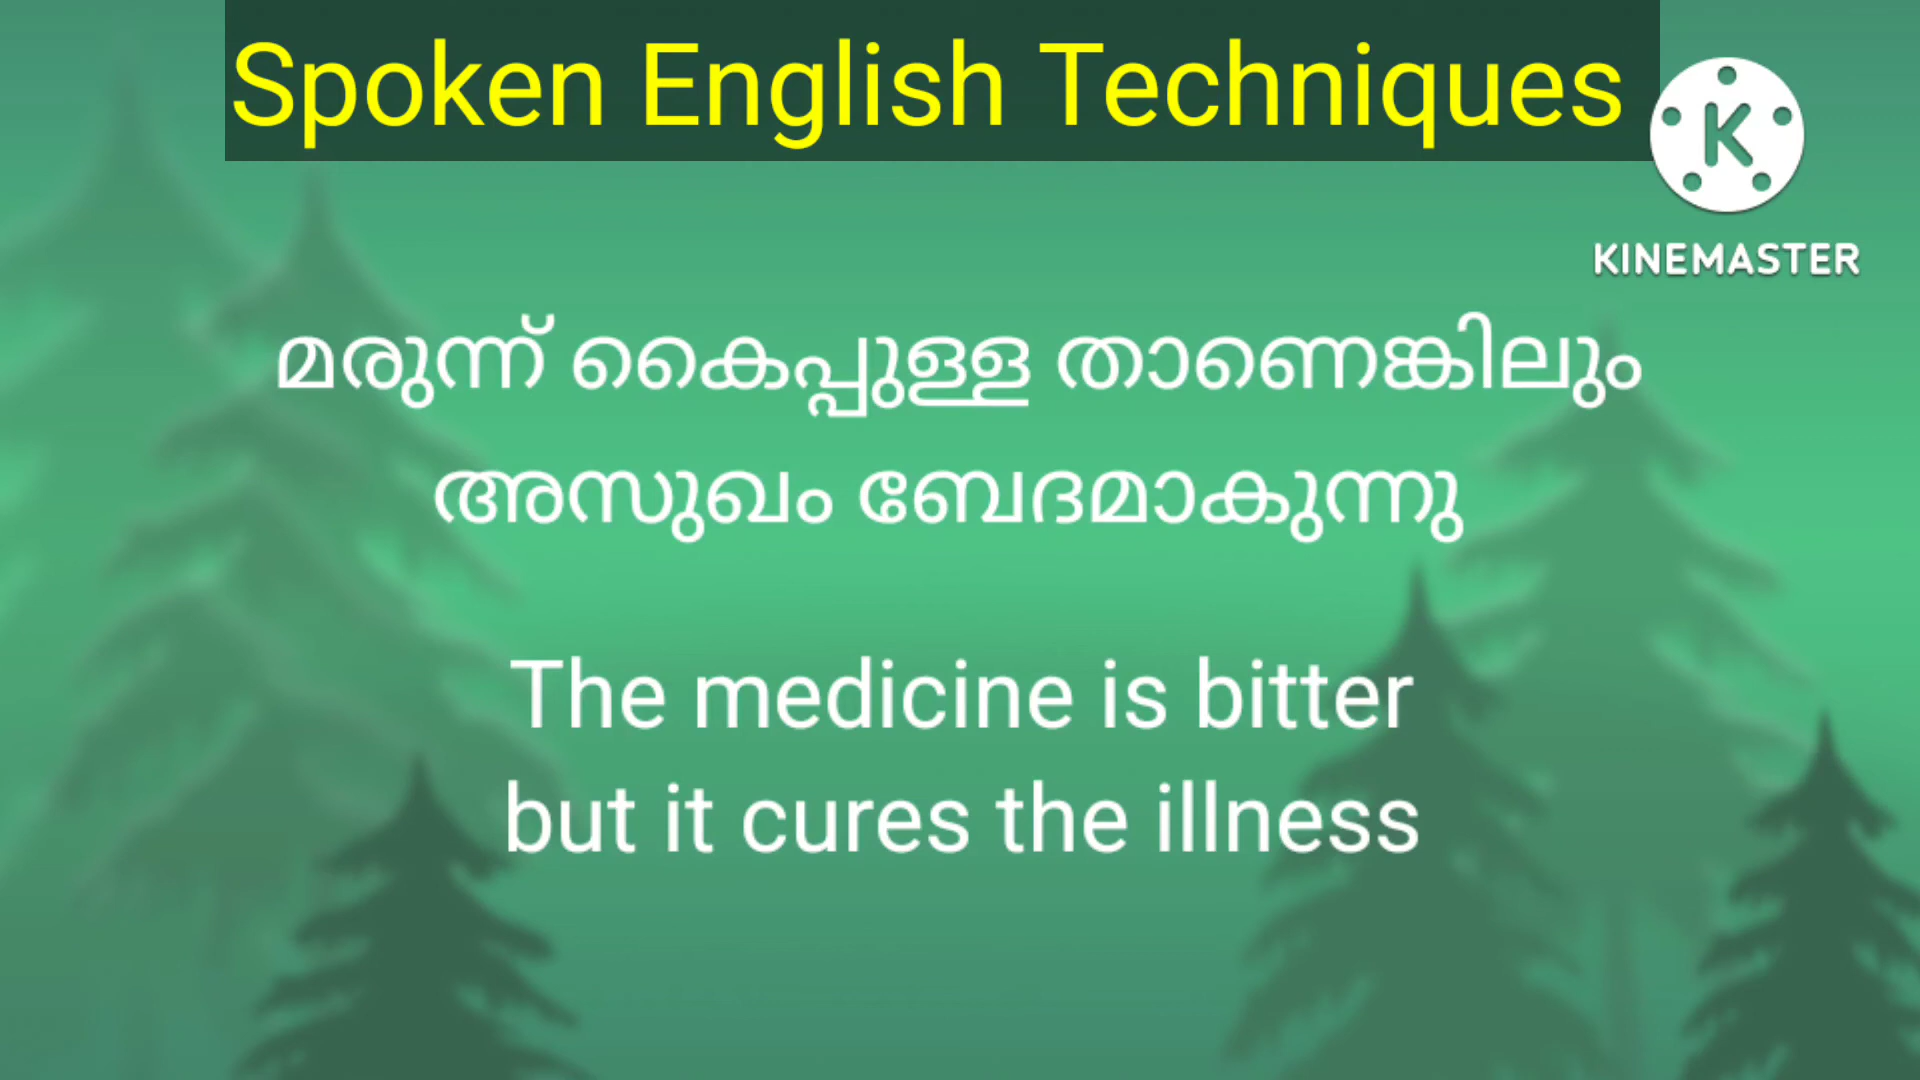 Spoken English Techniques
K
KINEMASTER
മരുന്ന് കൈപ്പുള്ള താണെങ്കിലും
അസുഖം ബേദമാകുന്നു
The medicine is bitter
but it cures the illness